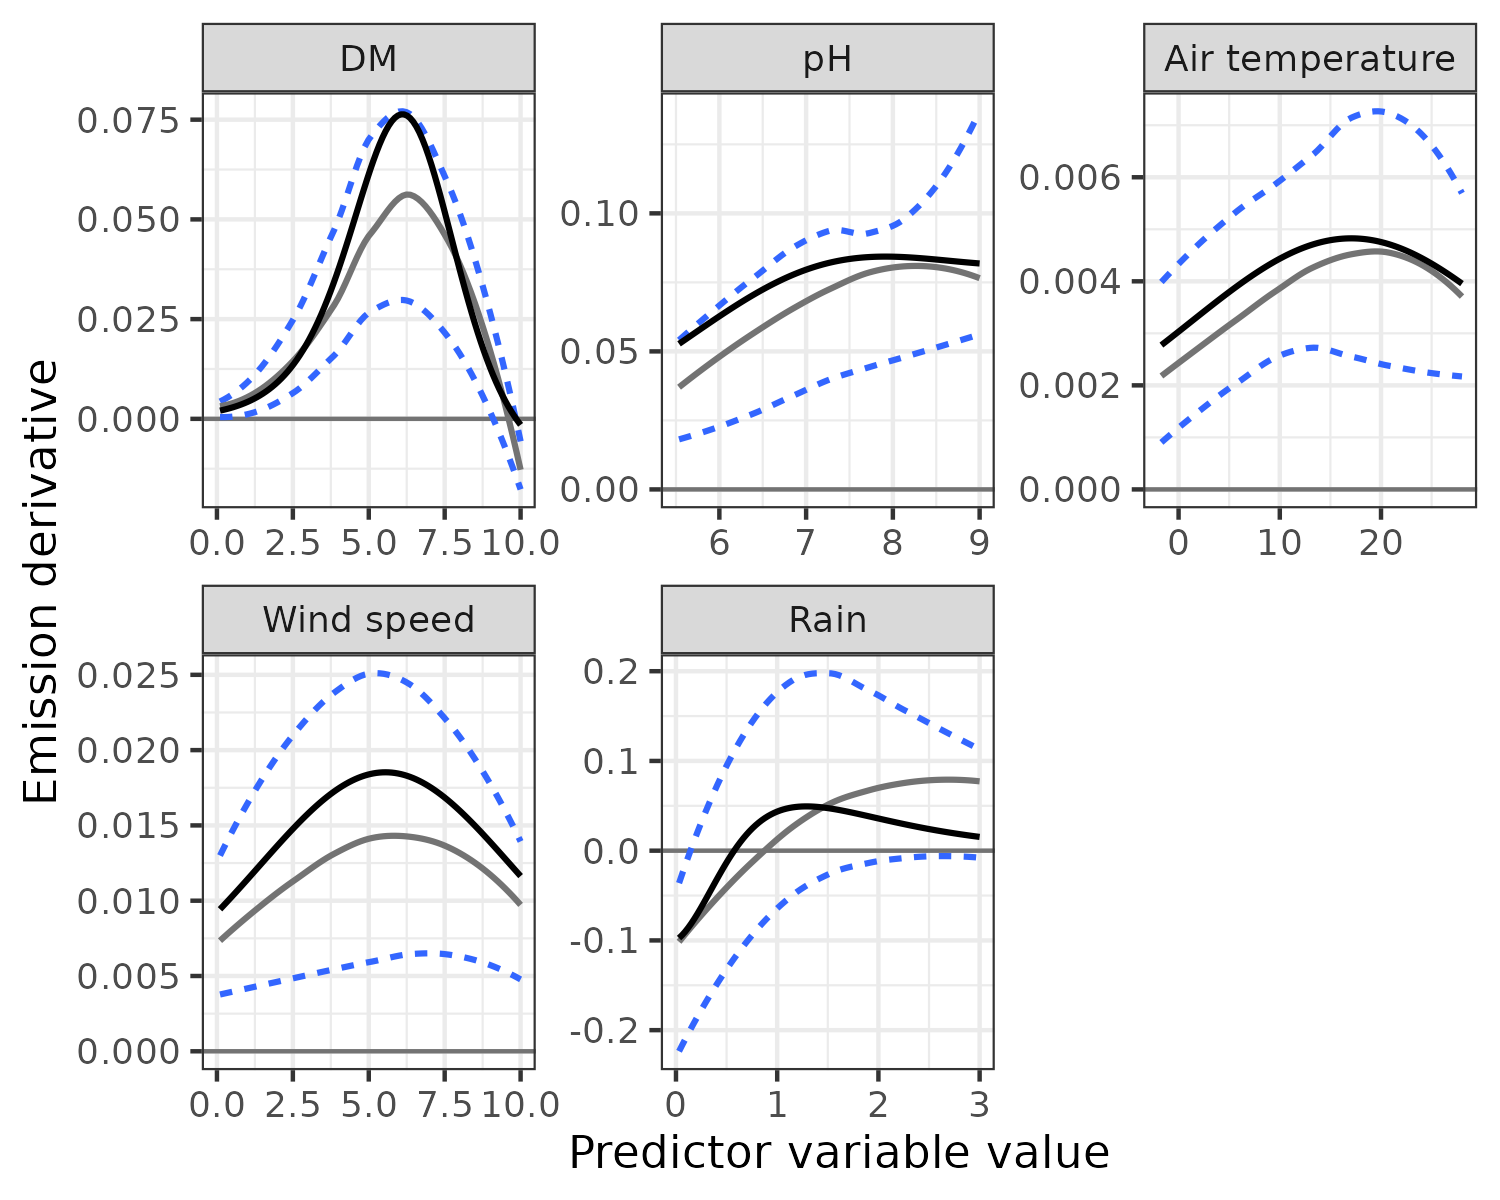 DM
pH
Air temperature
0.075
0.050
0.025
0.000
0.10
0.05
0.00
0.006
0.004
0.002
0.000
0.0 2.5 5.0 7.5 10.0
6 7 8 9
0 10 20
Emission derivative
Wind speed
Rain
0.025
0.020
0.015
0.010
0.005
0.000
0.2
0.1
0.0
-0.1
-0.2
0.0 2.5 5.0 7.5 10.0
0 1 2 3
Predictor variable value